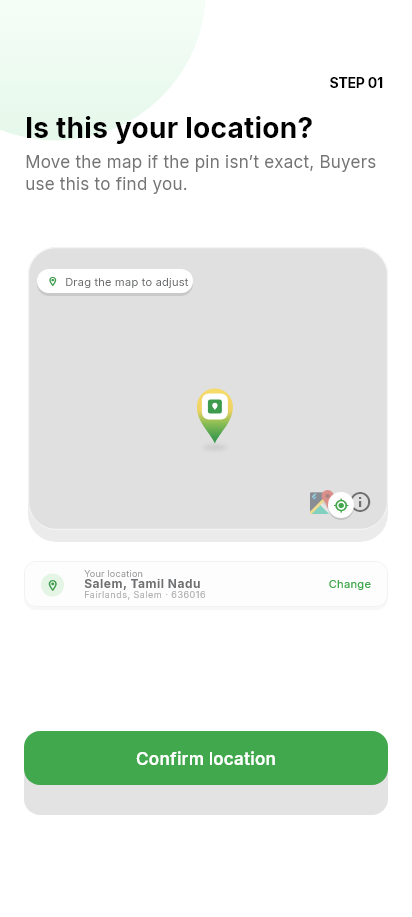 STEP 01
Is this your location?
Move the map if the pin isn’t exact, Buyers
use this to find you.
Drag the map to adjust
Your location
Salem, Tamil Nadu
Fairlands, Salem · 636016
Change
Confirm location